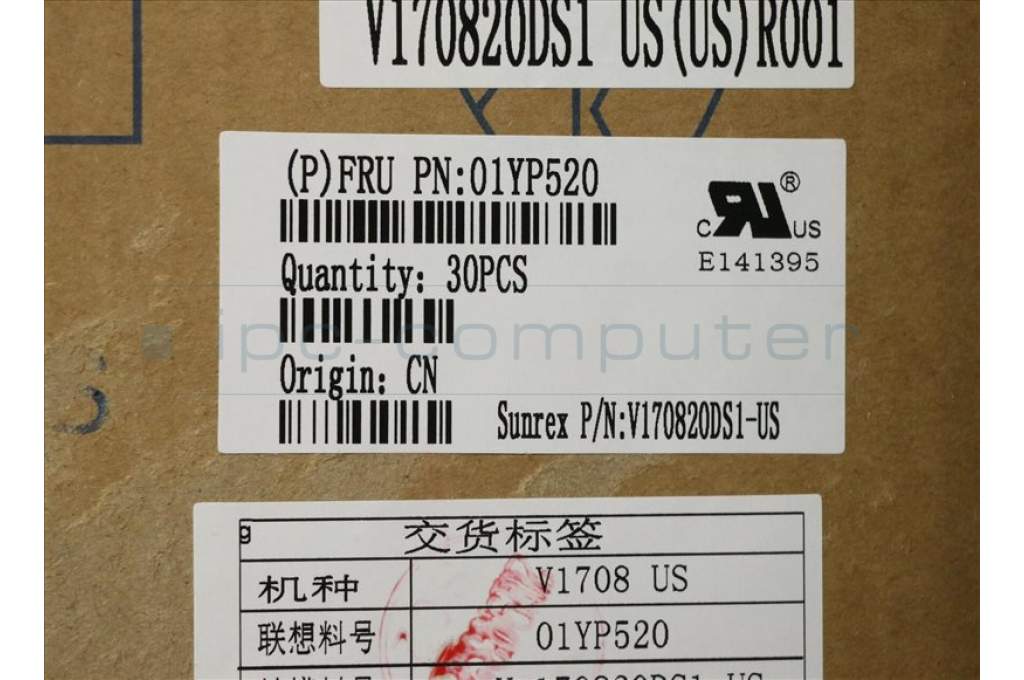 V170820DS1 US(US)R001
(P)FRU PN:01YP520
Quantity: 30PCS
Origin: CN
Sunrex P/N:V170820DS1-US
c RU ® US
E141395
ipc-computer
g
交货标签
机种 V1708 US
联想料号 01YP520